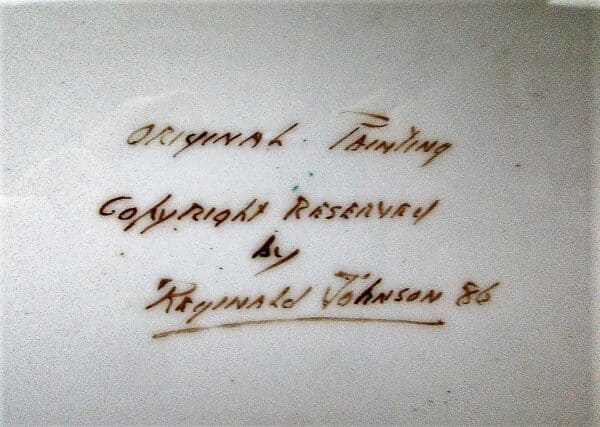 Original Painting
Copyright Reserved
by
"Reginald Johnson" 86